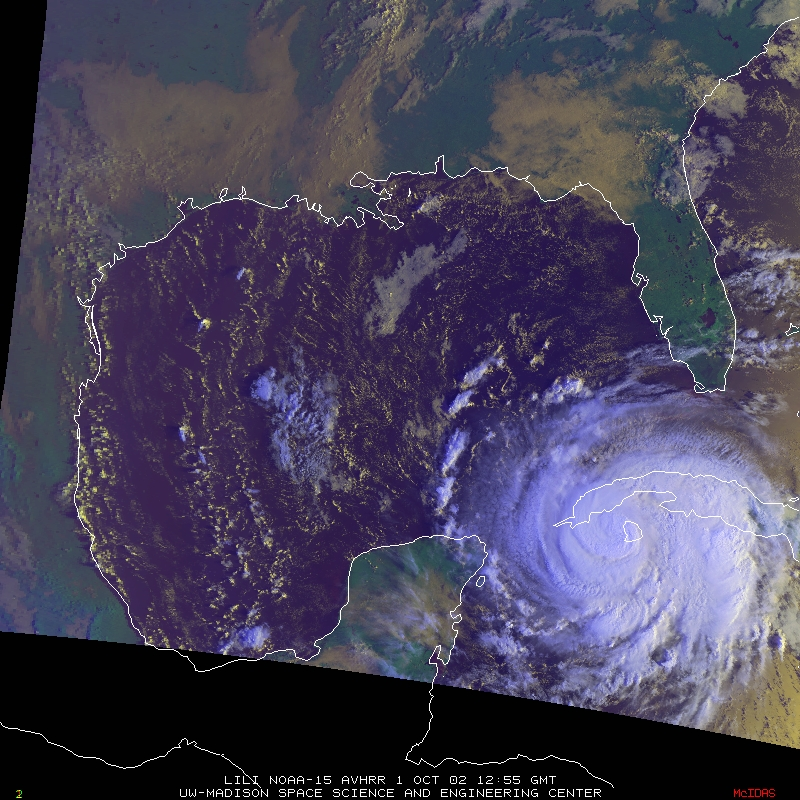 LILI NOAA-15 AVHRR 1 OCT 02 12:55 GMT
2 UW-MADISON SPACE SCIENCE AND ENGINEERING CENTER McIDAS